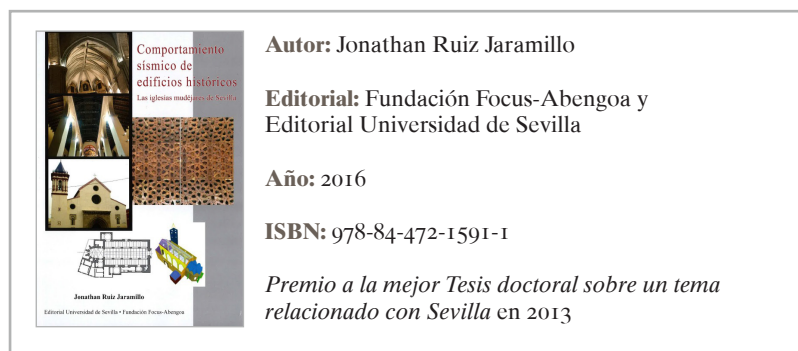 Comportamiento
sísmico de
edificios históricos
Las iglesias mudéjares de Sevilla
Jonathan Ruiz Jaramillo
Editorial Universidad de Sevilla • Fundación Focus-Abengoa
Autor: Jonathan Ruiz Jaramillo
Editorial: Fundación Focus-Abengoa y
Editorial Universidad de Sevilla
Año: 2016
ISBN: 978-84-472-1591-1
Premio a la mejor Tesis doctoral sobre un tema
relacionado con Sevilla en 2013